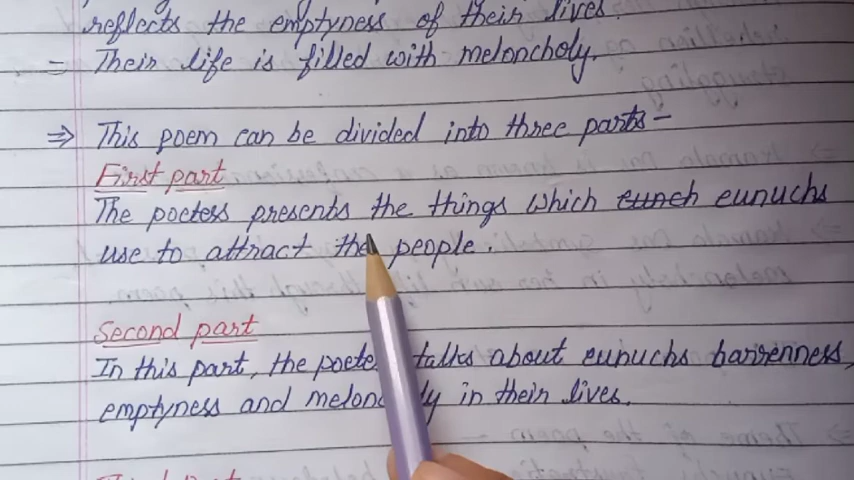 reflects the emptyness of their lives.
= Their life is filled with meloncholy.
⇒ This poem can be divided into three parts-
First part
The poetess presents the things which eunch eunuchs
use to attract the people.
Second part
In this part, the talks about eunuchs barrenness,
emptyness and in their lives.